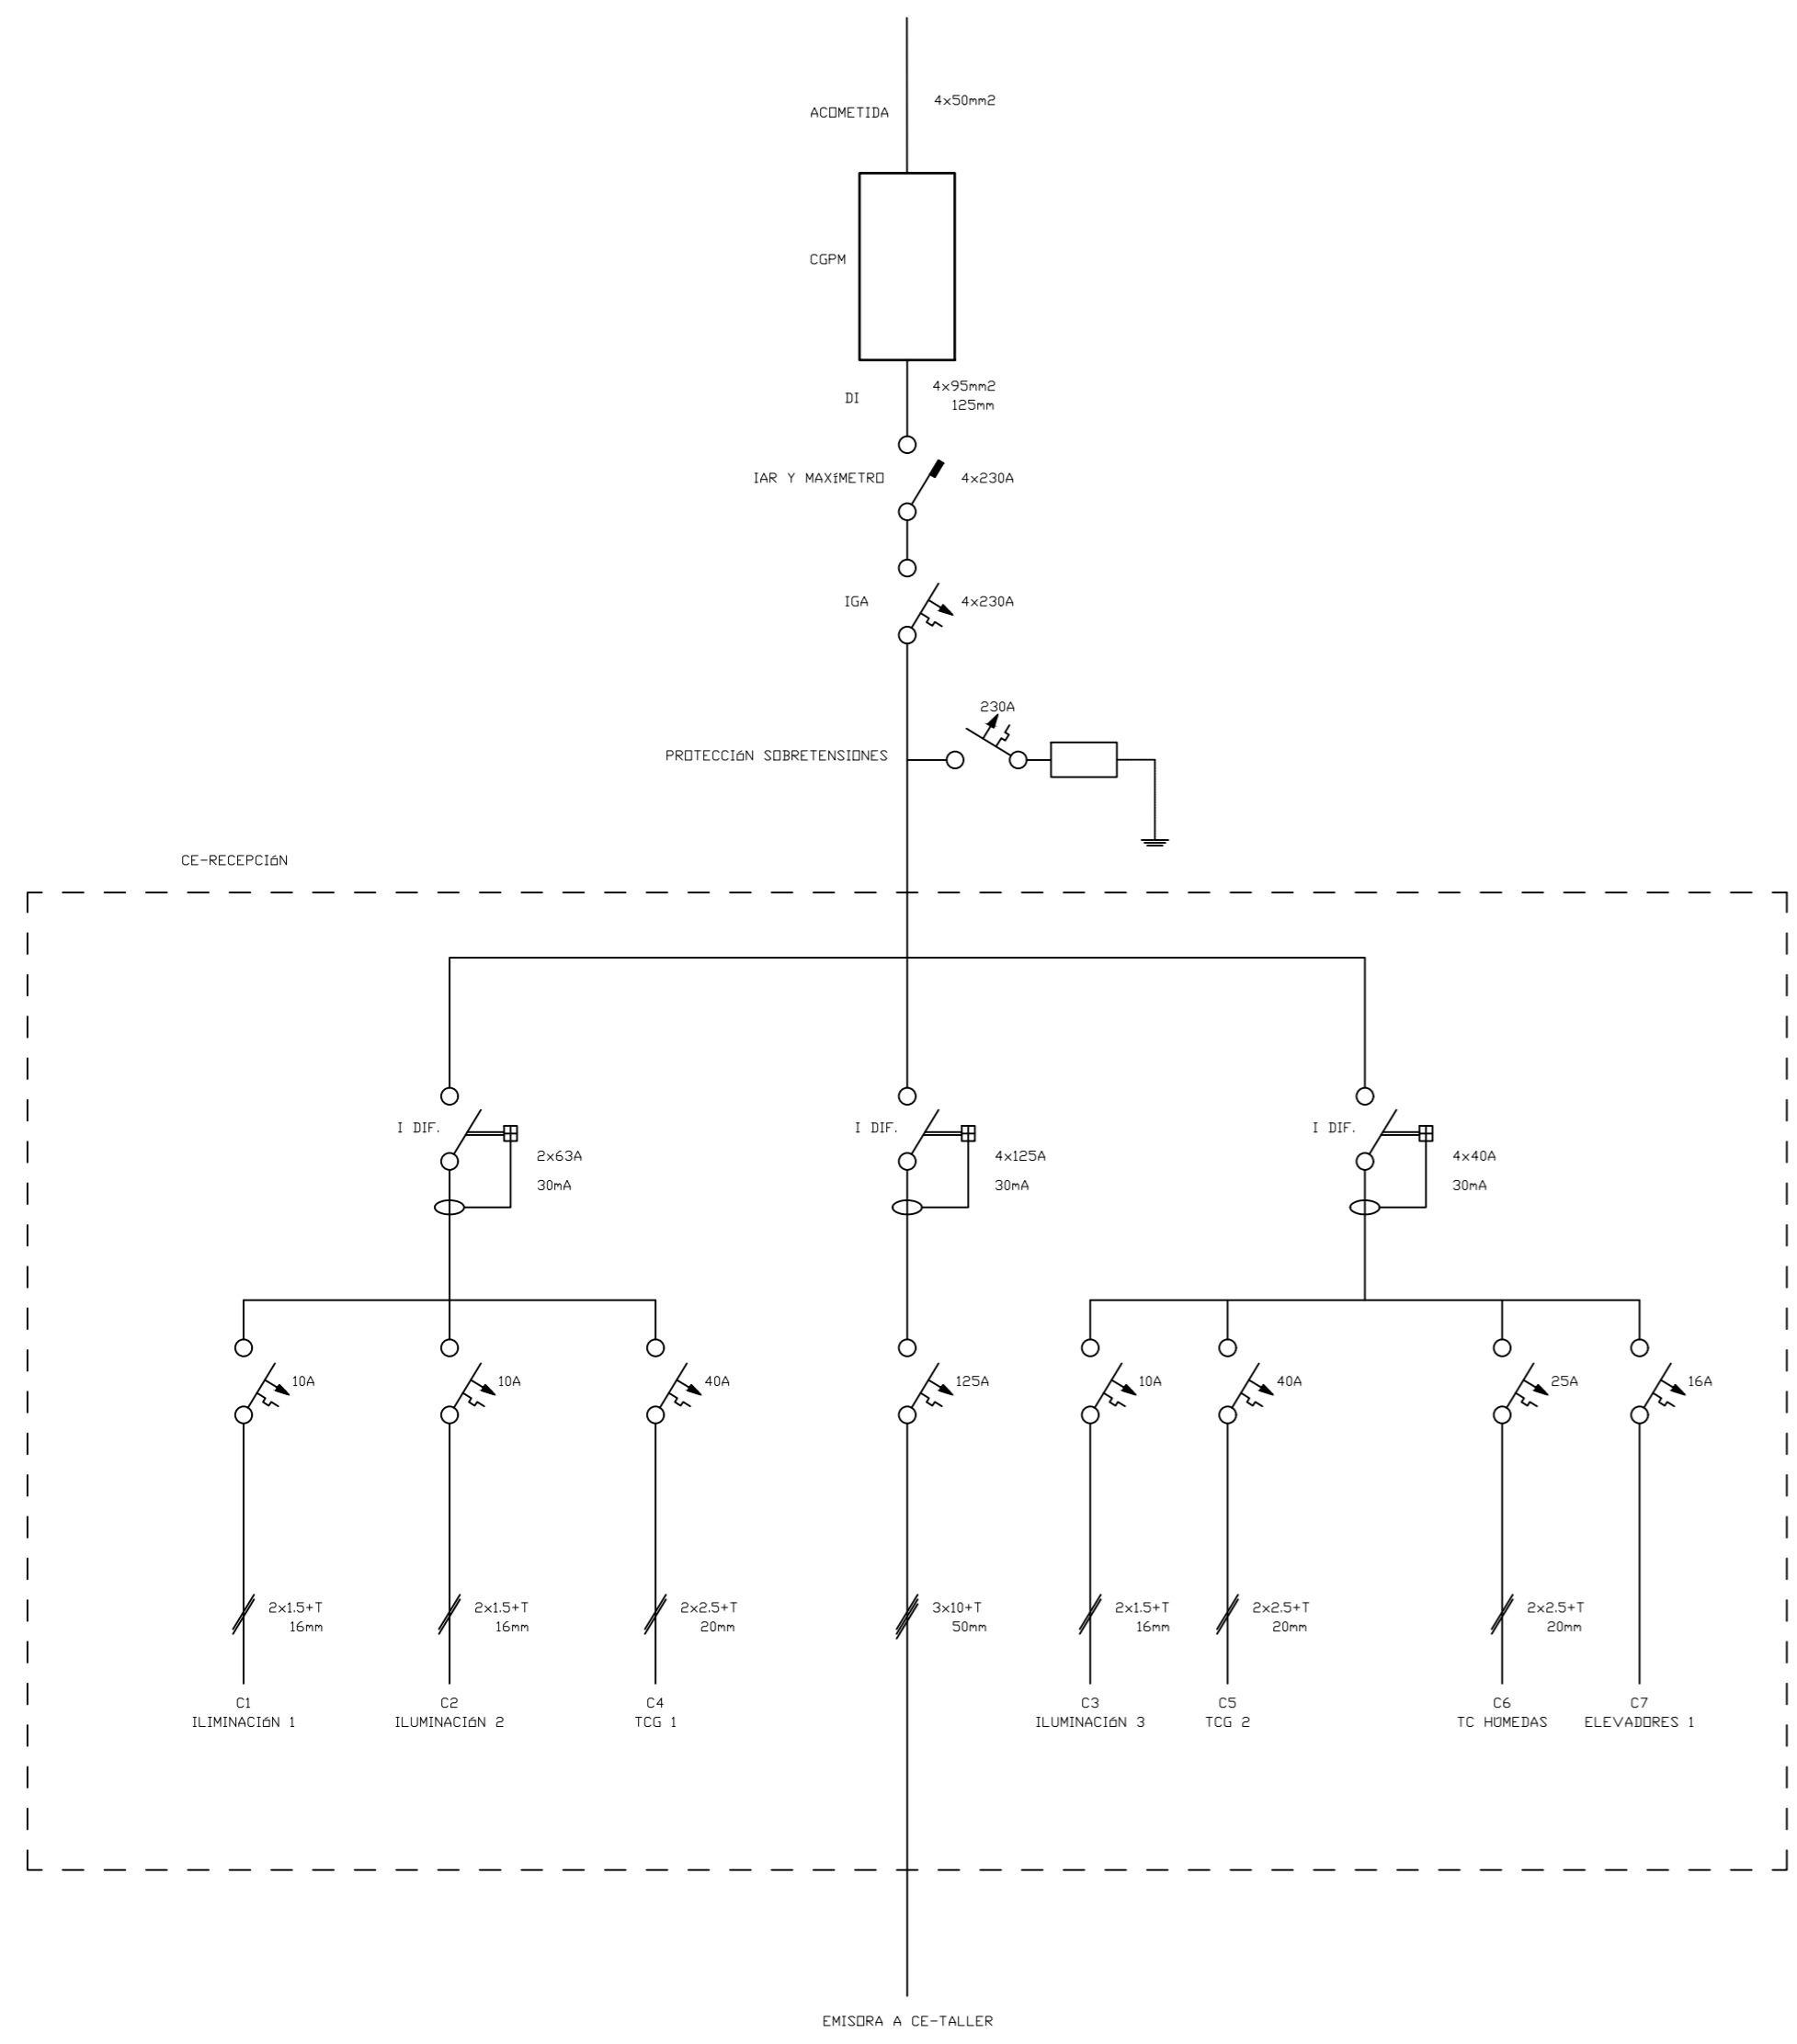 4x50mm2
ACOMETIDA
CGPM
4x95mm2
DI
125mm
IAR Y MAXíMETRO
4x230A
IGA
4x230A
230A
PROTECCIóN SOBRETENSIONES
CE-RECEPCIóN
I DIF.
2x63A
30mA
I DIF.
4x125A
30mA
I DIF.
4x40A
30mA
10A
10A
40A
125A
10A
40A
25A
16A
2x1.5+T
16mm
2x1.5+T
16mm
2x2.5+T
20mm
3x10+T
50mm
2x1.5+T
16mm
2x2.5+T
20mm
2x2.5+T
20mm
C1
ILIMINACIóN 1
C2
ILUMINACIóN 2
C4
TCG 1
C3
ILUMINACIóN 3
C5
TCG 2
C6
TC HúMEDAS
C7
ELEVADORES 1
EMISORA A CE-TALLER